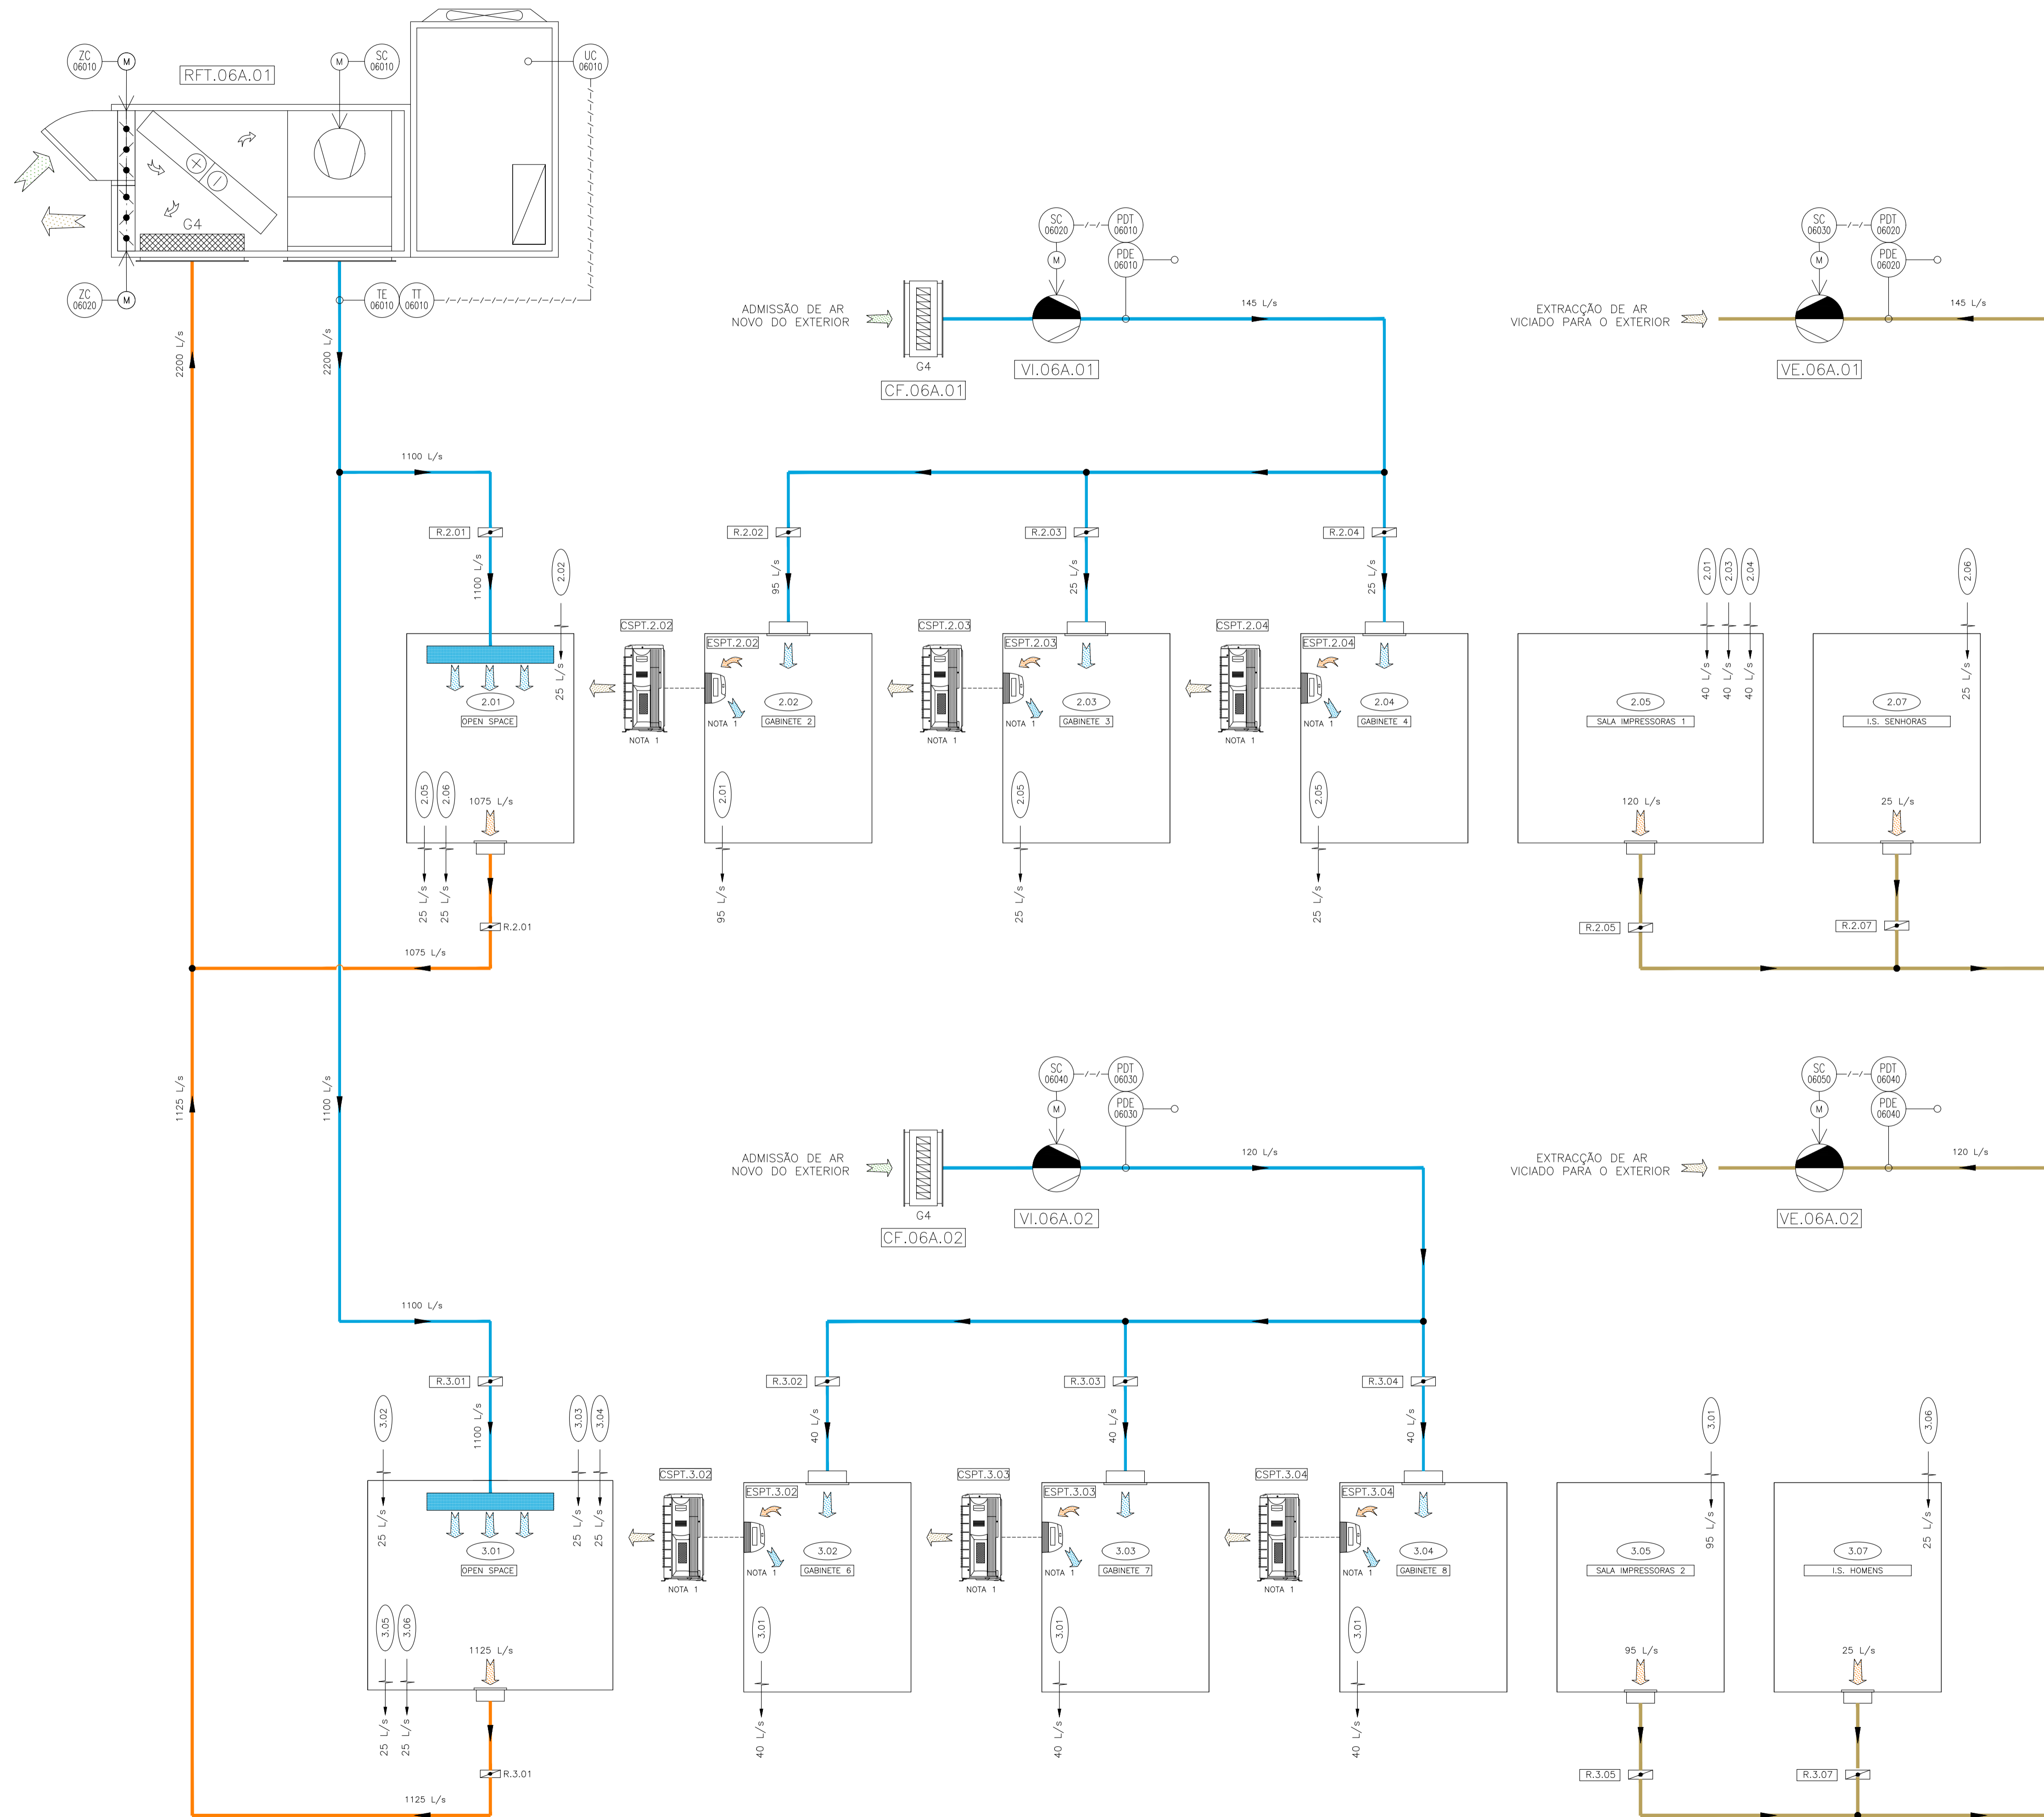 ZC
06010
M
RFT.06A.01
M
SC
06010
UC
06010
G4
ZC
06020
M
TE
06010
TT
06010
2200 L/s
2200 L/s
SC
06020
PDT
06010
M
PDE
06010
ADMISSÃO DE AR
NOVO DO EXTERIOR
G4
CF.06A.01
VI.06A.01
145 L/s
SC
06030
PDT
06020
M
PDE
06020
EXTRACÇÃO DE AR
VICIADO PARA O EXTERIOR
VE.06A.01
145 L/s
1100 L/s
R.2.01
1100 L/s
2.02
25 L/s
2.01
OPEN SPACE
2.05
2.06
1075 L/s
25 L/s
25 L/s
R.2.01
1075 L/s
R.2.02
95 L/s
CSPT.2.02
ESPT.2.02
2.02
GABINETE 2
NOTA 1
NOTA 1
2.01
95 L/s
R.2.03
25 L/s
CSPT.2.03
ESPT.2.03
2.03
GABINETE 3
NOTA 1
NOTA 1
2.05
25 L/s
R.2.04
25 L/s
CSPT.2.04
ESPT.2.04
2.04
GABINETE 4
NOTA 1
NOTA 1
2.05
25 L/s
2.01
2.03
2.04
40 L/s
40 L/s
40 L/s
2.05
SALA IMPRESSORAS 1
120 L/s
R.2.05
2.06
25 L/s
2.07
I.S. SENHORAS
25 L/s
R.2.07
1125 L/s
1100 L/s
SC
06040
PDT
06030
M
PDE
06030
ADMISSÃO DE AR
NOVO DO EXTERIOR
G4
CF.06A.02
VI.06A.02
120 L/s
SC
06050
PDT
06040
M
PDE
06040
EXTRACÇÃO DE AR
VICIADO PARA O EXTERIOR
VE.06A.02
120 L/s
1100 L/s
R.3.01
1100 L/s
3.02
3.03
3.04
25 L/s
25 L/s
25 L/s
3.01
OPEN SPACE
3.05
3.06
1125 L/s
25 L/s
25 L/s
R.3.01
1125 L/s
R.3.02
40 L/s
CSPT.3.02
ESPT.3.02
3.02
GABINETE 6
NOTA 1
NOTA 1
3.01
40 L/s
R.3.03
40 L/s
CSPT.3.03
ESPT.3.03
3.03
GABINETE 7
NOTA 1
NOTA 1
3.01
40 L/s
R.3.04
40 L/s
CSPT.3.04
ESPT.3.04
3.04
GABINETE 8
NOTA 1
NOTA 1
3.01
40 L/s
3.01
95 L/s
3.05
SALA IMPRESSORAS 2
95 L/s
R.3.05
3.06
25 L/s
3.07
I.S. HOMENS
25 L/s
R.3.07